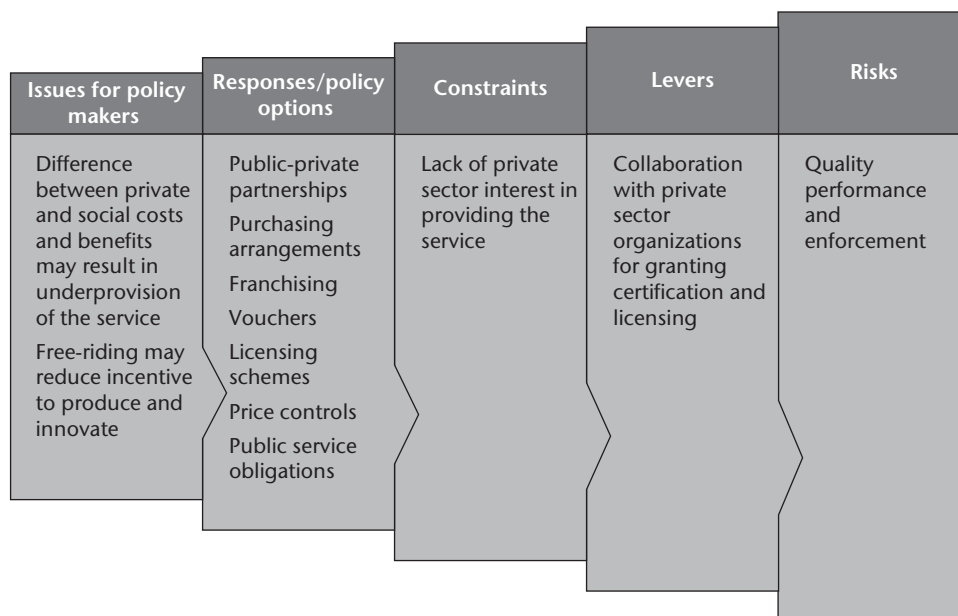 Issues for policy
makers
Difference
between private
and social costs
and benefits
may result in
underprovision
of the service
Free-riding may
reduce incentive
to produce and
innovate
Responses/policy
options
Public-private
partnerships
Purchasing
arrangements
Franchising
Vouchers
Licensing
schemes
Price controls
Public service
obligations
Constraints
Lack of private
sector interest in
providing the
service
Levers
Collaboration
with private
sector
organizations
for granting
certification and
licensing
Risks
Quality
performance
and
enforcement